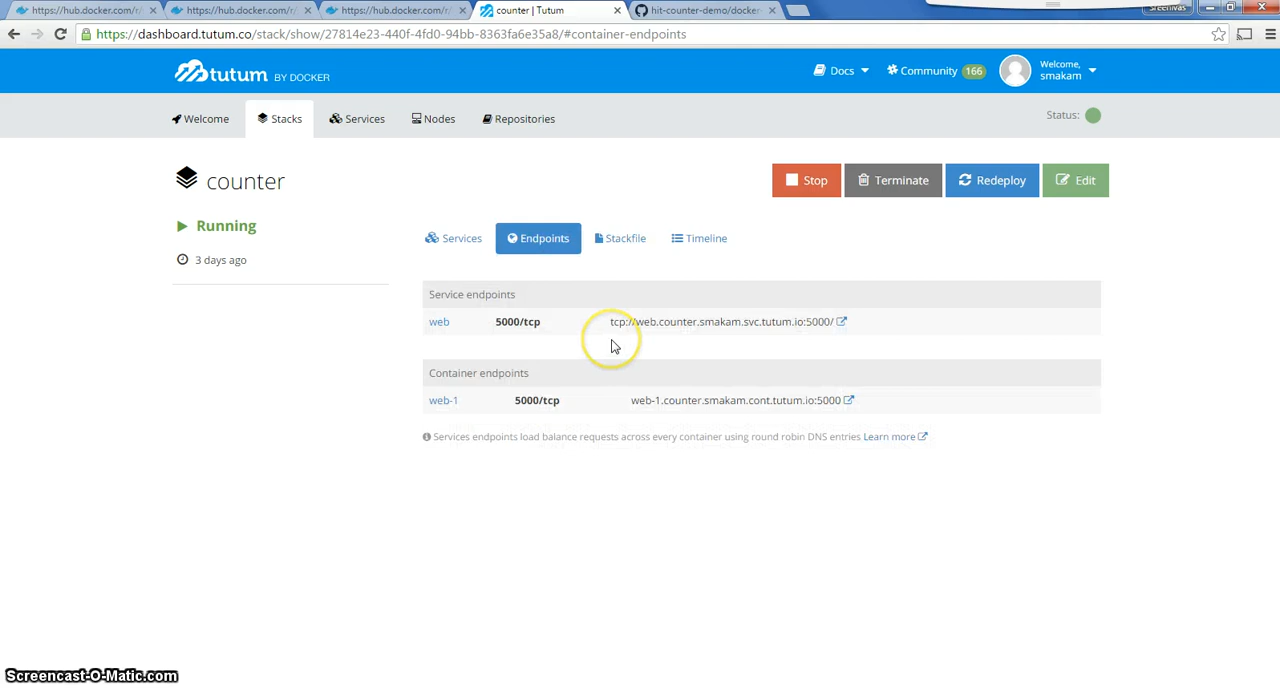 https://hub.docker.com/r/
https://hub.docker.com/r/
https://hub.docker.com/r/
counter | Tutum
hit-counter-demo/docker-
Sreenivas
https://dashboard.tutum.co/stack/show/27814e23-440f-4fd0-94bb-8363fa6e35a8/#container-endpoints
tutum BY DOCKER
Docs
Community 166
Welcome,
smakam
Welcome
Stacks
Services
Nodes
Repositories
Status:
counter
Stop
Terminate
Redeploy
Edit
Running
3 days ago
Services
Endpoints
Stackfile
Timeline
Service endpoints
web 5000/tcp tcp://web.counter.smakam.svc.tutum.io:5000/
Container endpoints
web-1 5000/tcp web-1.counter.smakam.cont.tutum.io:5000
Services endpoints load balance requests across every container using round robin DNS entries Learn more
Screencast-O-Matic.com